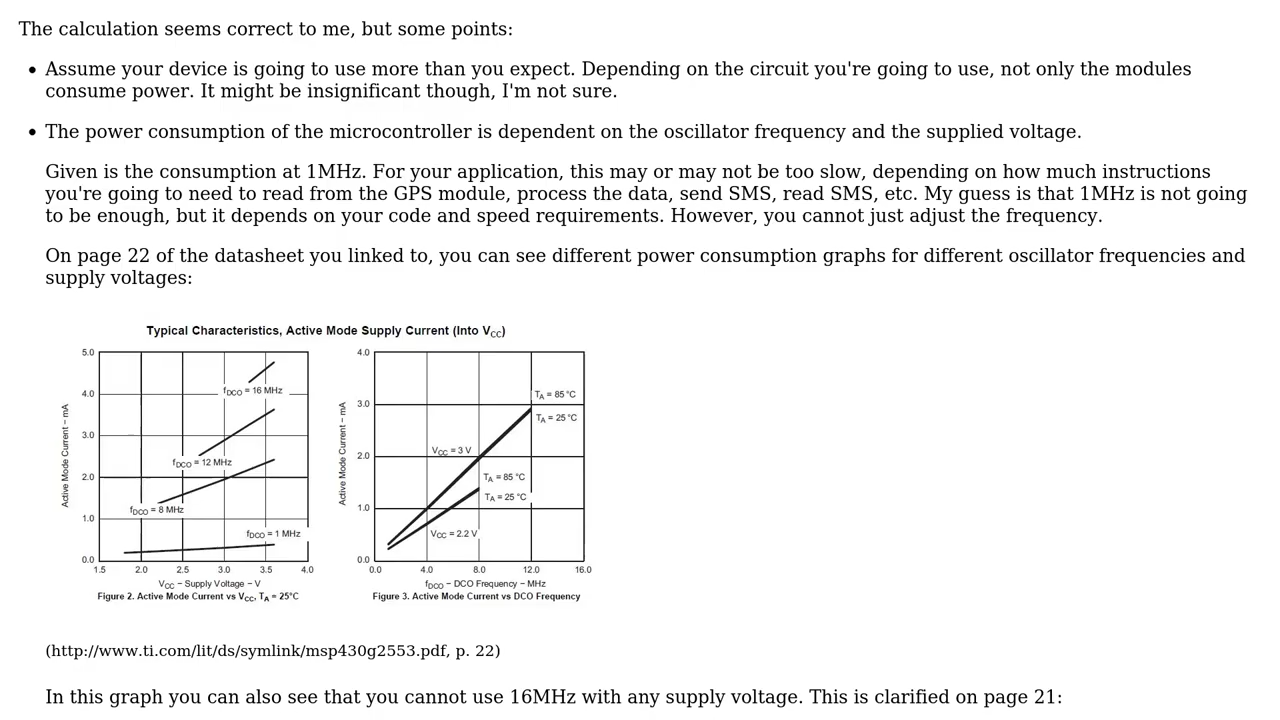 The calculation seems correct to me, but some points:
• Assume your device is going to use more than you expect. Depending on the circuit you're going to use, not only the modules
consume power. It might be insignificant though, I'm not sure.
• The power consumption of the microcontroller is dependent on the oscillator frequency and the supplied voltage.
Given is the consumption at 1MHz. For your application, this may or may not be too slow, depending on how much instructions
you're going to need to read from the GPS module, process the data, send SMS, read SMS, etc. My guess is that 1MHz is not going
to be enough, but it depends on your code and speed requirements. However, you cannot just adjust the frequency.
On page 22 of the datasheet you linked to, you can see different power consumption graphs for different oscillator frequencies and
supply voltages:
Typical Characteristics, Active Mode Supply Current (Into VCC)
5.0
4.0
3.0
2.0
1.0
0.0
Active Mode Current − mA
fDCO = 16 MHz
fDCO = 12 MHz
fDCO = 8 MHz
fDCO = 1 MHz
1.5 2.0 2.5 3.0 3.5 4.0
VCC − Supply Voltage − V
Figure 2. Active Mode Current vs VCC, TA = 25°C
4.0
3.0
2.0
1.0
0.0
Active Mode Current − mA
TA = 85 °C
TA = 25 °C
VCC = 3 V
TA = 85 °C
TA = 25 °C
VCC = 2.2 V
0.0 4.0 8.0 12.0 16.0
fDCO − DCO Frequency − MHz
Figure 3. Active Mode Current vs DCO Frequency
(http://www.ti.com/lit/ds/symlink/msp430g2553.pdf, p. 22)
In this graph you can also see that you cannot use 16MHz with any supply voltage. This is clarified on page 21: